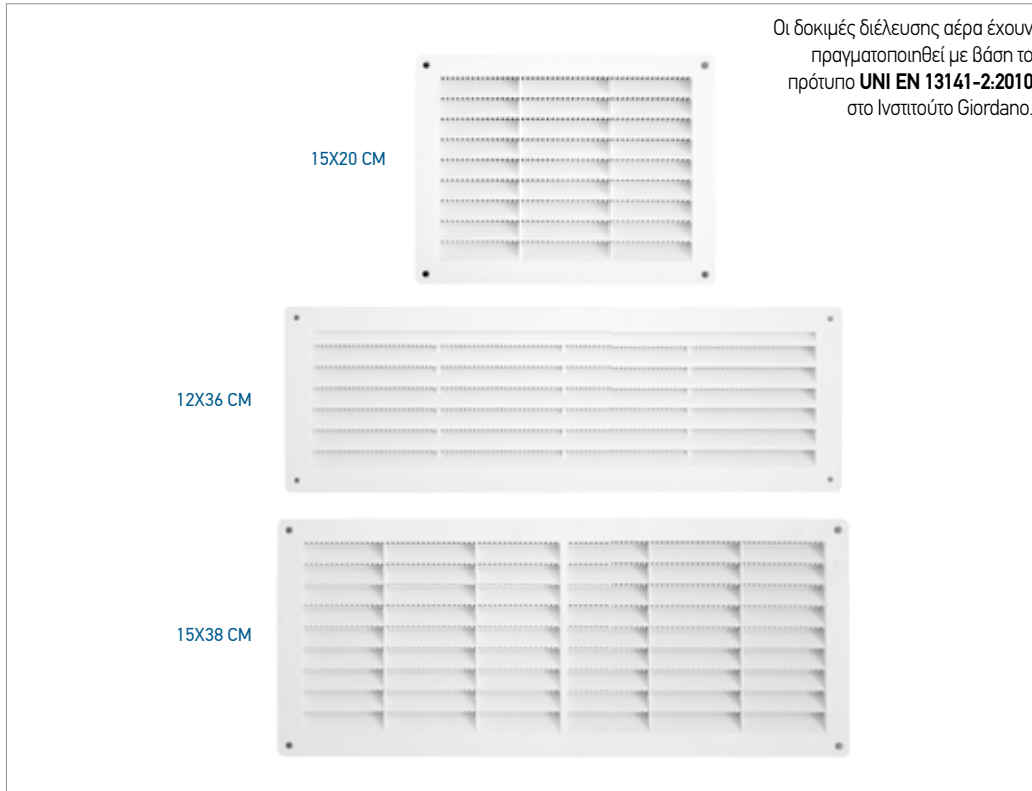 Οι δοκιμές διέλευσης αέρα έχουν
πραγματοποιηθεί με βάση το
πρότυπο UNI EN 13141-2:2010
στο Ινστιτούτο Giordano.
15X20 CM
12X36 CM
15X38 CM